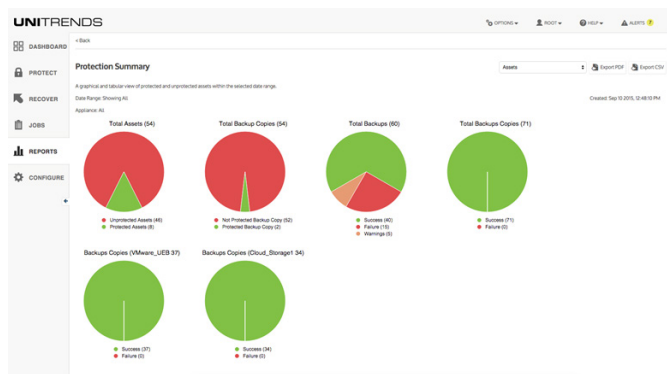 UNITRENDS
OPTIONS
ROOT
HELP
ALERTS 7
DASHBOARD
PROTECT
RECOVER
JOBS
REPORTS
CONFIGURE
< Back
Protection Summary
Assets
Export PDF
Export CSV
A graphical and tabular view of protected and unprotected assets within the selected date range.
Date Range: Showing All
Created: Sep 10 2015, 12:48:10 PM
Appliance: All
Total Assets (54)
Unprotected Assets (46)
Protected Assets (8)
Total Backup Copies (54)
Not Protected Backup Copy (52)
Protected Backup Copy (2)
Total Backups (60)
Success (40)
Failure (15)
Warnings (5)
Total Backups Copies (71)
Success (71)
Failure (0)
Backups Copies (VMware_UEB 37)
Success (37)
Failure (0)
Backups Copies (Cloud_Storage1 34)
Success (34)
Failure (0)